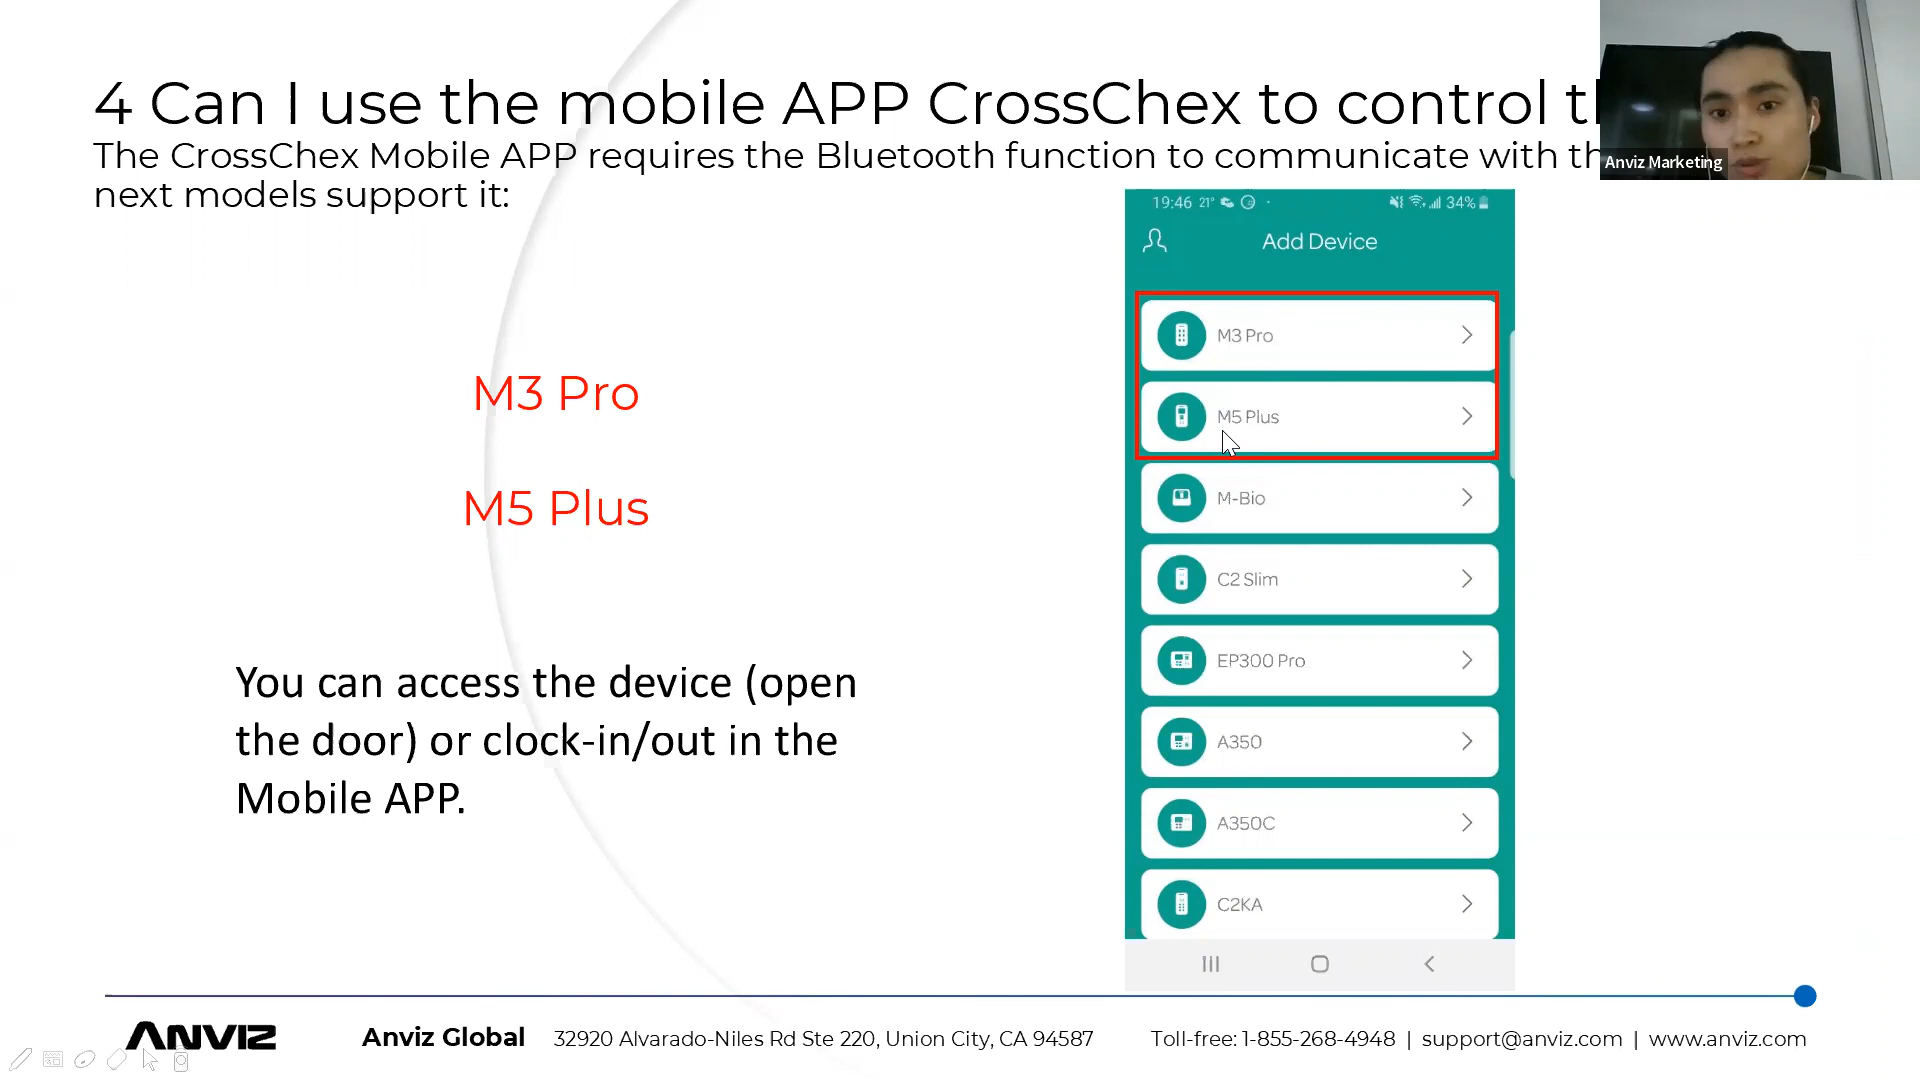 4 Can I use the mobile APP CrossChex to control
The CrossChex Mobile APP requires the Bluetooth function to communicate with
next models support it:
Anviz Marketing
19:46 21° 34%
Add Device
M3 Pro
M5 Plus
M-Bio
C2 Slim
EP300 Pro
A350
A350C
C2KA
M3 Pro
M5 Plus
You can access the device (open
the door) or clock-in/out in the
Mobile APP.
ANVIZ
Anviz Global 32920 Alvarado-Niles Rd Ste 220, Union City, CA 94587 Toll-free: 1-855-268-4948 | support@anviz.com | www.anviz.com